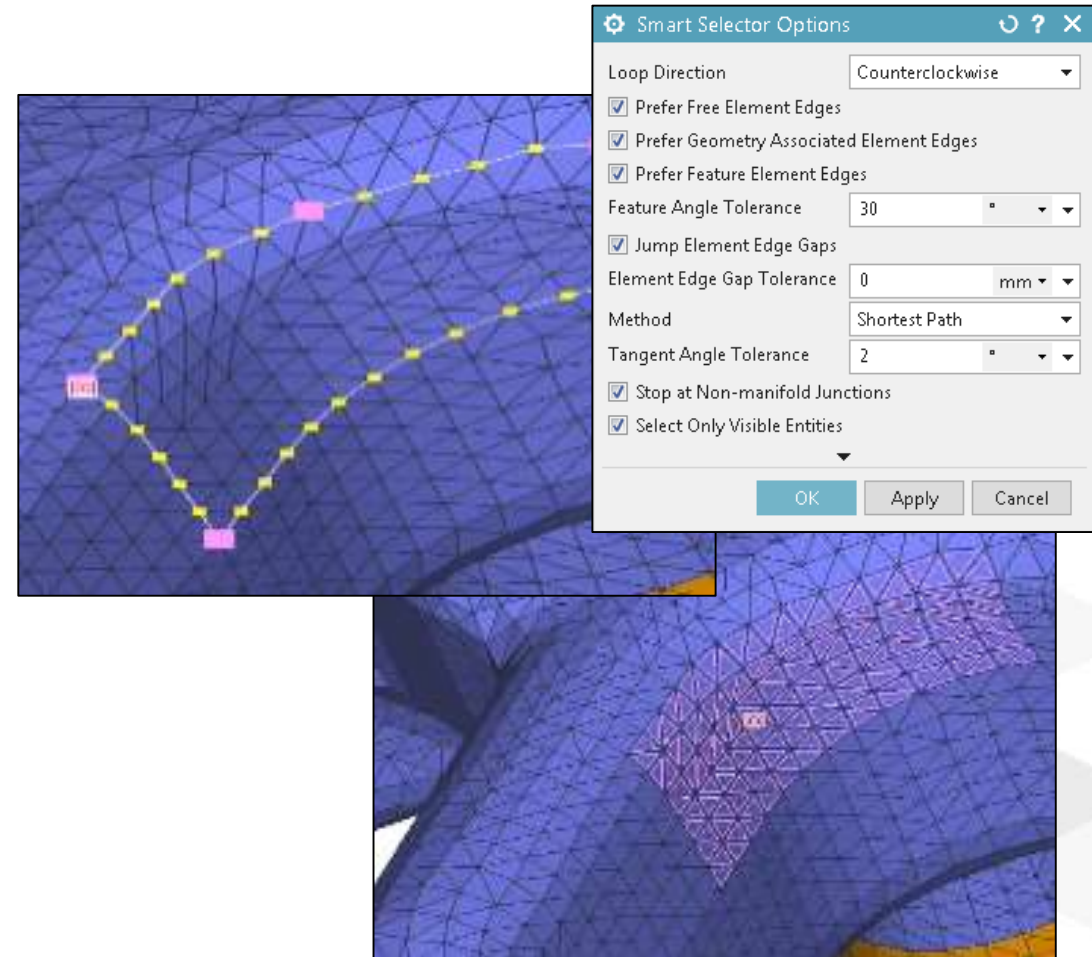 Smart Selector Options
Loop Direction Counterclockwise
Prefer Free Element Edges
Prefer Geometry Associated Element Edges
Prefer Feature Element Edges
Feature Angle Tolerance 30 °
Jump Element Edge Gaps
Element Edge Gap Tolerance 0 mm
Method Shortest Path
Tangent Angle Tolerance 2 °
Stop at Non-manifold Junctions
Select Only Visible Entities
OK Apply Cancel